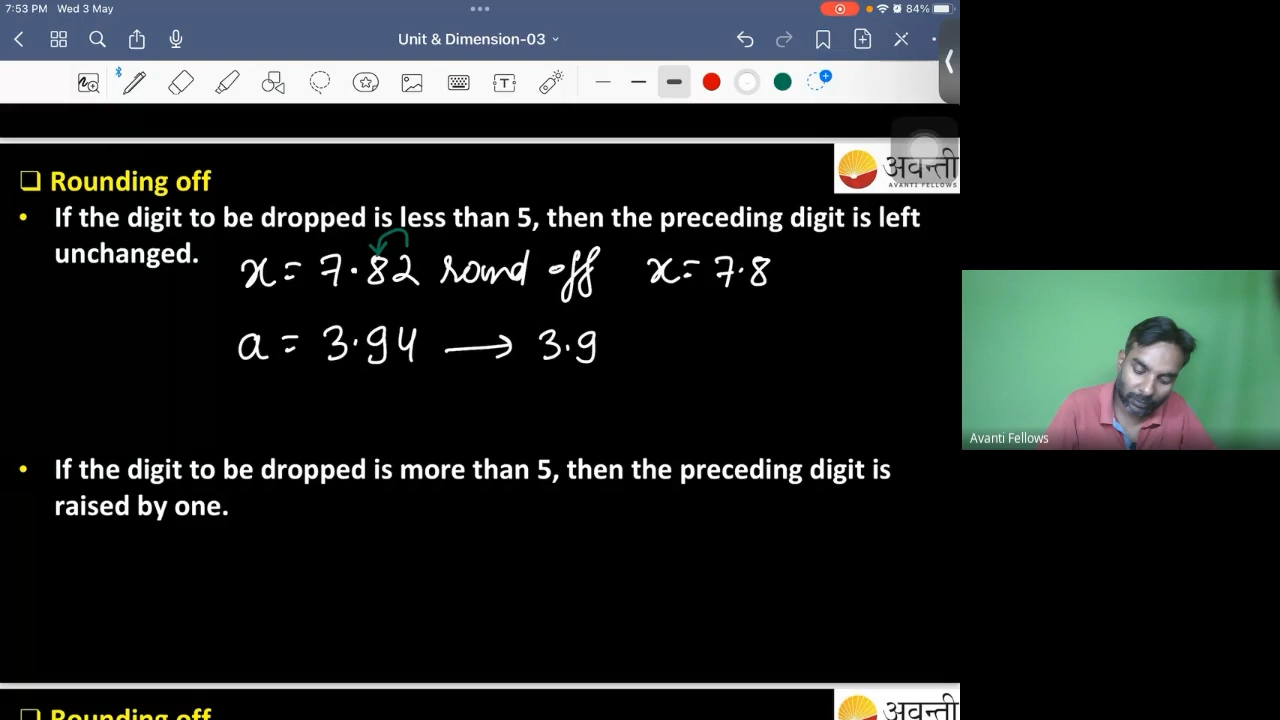 7:53 PM Wed 3 May
84%
Unit & Dimension-03
अवन्ती
AVANTI FELLOWS
Rounding off
• If the digit to be dropped is less than 5, then the preceding digit is left
unchanged.
x = 7.82 round off x = 7.8
a = 3.94 → 3.9
Avanti Fellows
• If the digit to be dropped is more than 5, then the preceding digit is
raised by one.
Rounding off
अवन्ती